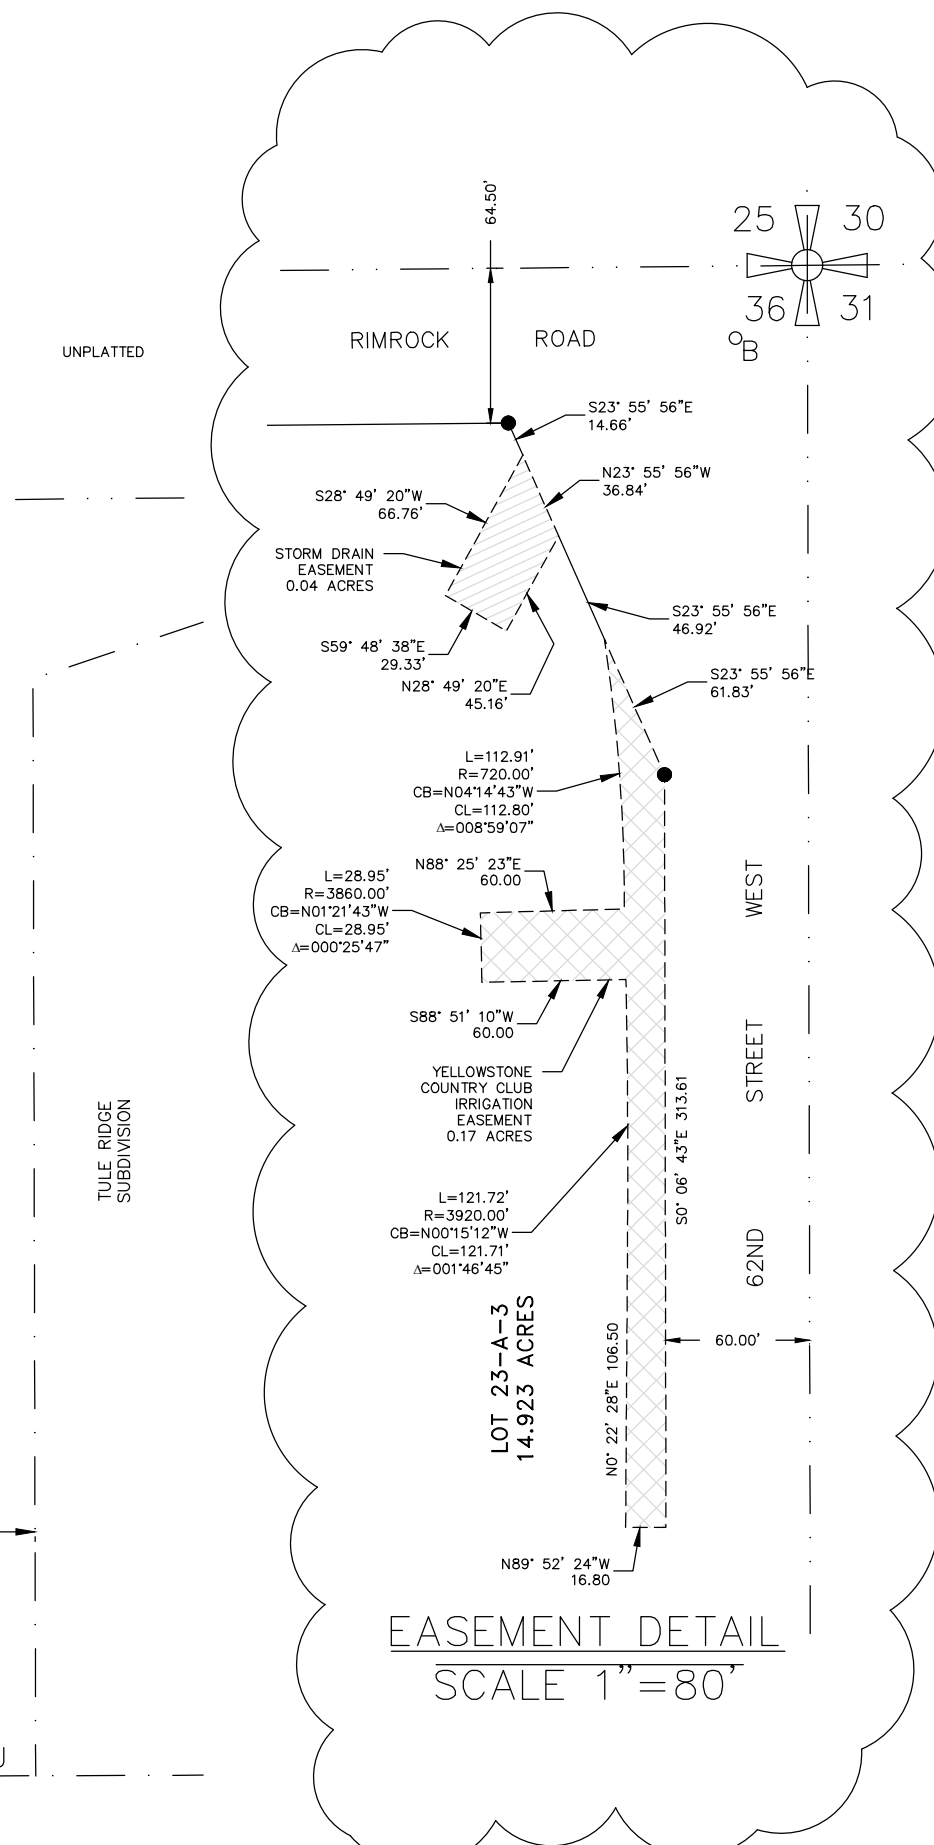 64.50'
25 30
36 31
B
UNPLATTED
RIMROCK ROAD
S23° 55' 56"E
14.66'
N23° 55' 56"W
36.84'
S28° 49' 20"W
66.76'
STORM DRAIN
EASEMENT
0.04 ACRES
S23° 55' 56"E
46.92'
S59° 48' 38"E
29.33'
N28° 49' 20"E
45.16'
S23° 55' 56"E
61.83'
L=112.91'
R=720.00'
CB=N04°14'43"W
CL=112.80'
Δ=008°59'07"
N88° 25' 23"E
60.00
L=28.95'
R=3860.00'
CB=N01°21'43"W
CL=28.95'
Δ=000°25'47"
S88° 51' 10"W
60.00
YELLOWSTONE
COUNTRY CLUB
IRRIGATION
EASEMENT
0.17 ACRES
62ND STREET WEST
S0° 06' 43"E 313.61
TULE RIDGE
SUBDIVISION
L=121.72'
R=3920.00'
CB=N00°15'12"W
CL=121.71'
Δ=001°46'45"
LOT 23-A-3
14.923 ACRES
N0° 22' 28"E 106.50
60.00'
N89° 52' 24"W
16.80
EASEMENT DETAIL
SCALE 1"=80'